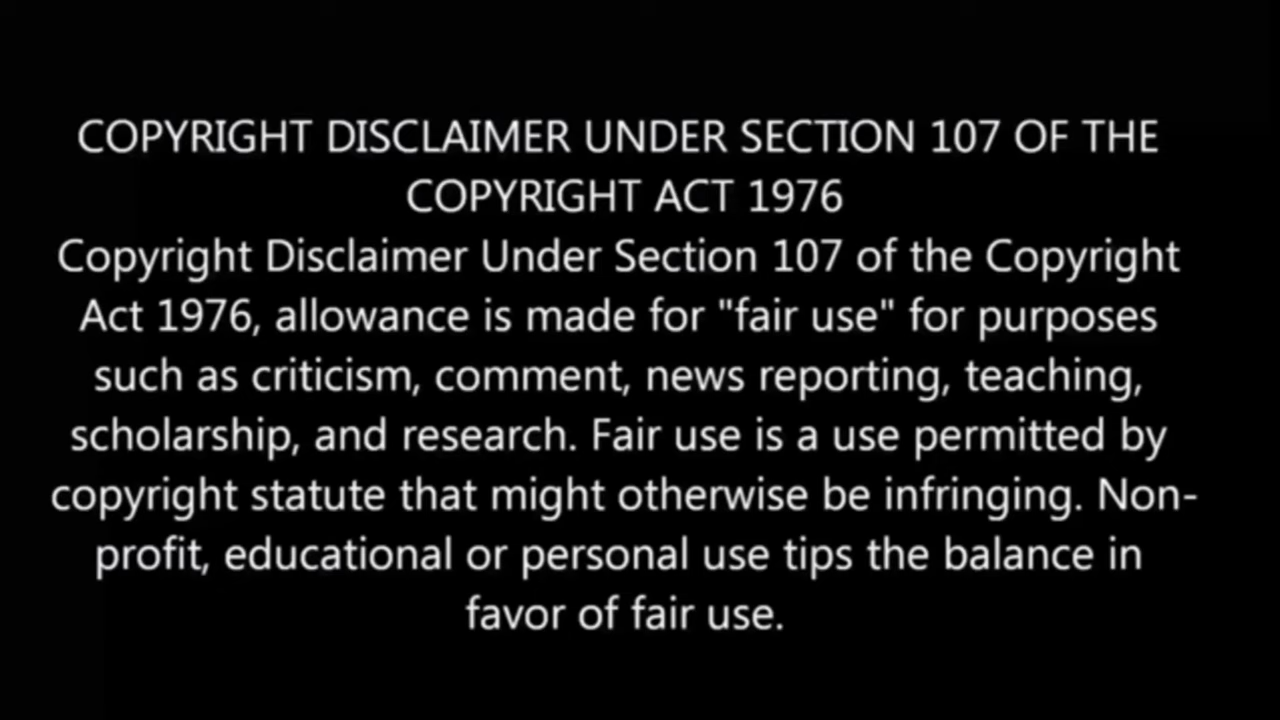 COPYRIGHT DISCLAIMER UNDER SECTION 107 OF THE
COPYRIGHT ACT 1976
Copyright Disclaimer Under Section 107 of the Copyright
Act 1976, allowance is made for "fair use" for purposes
such as criticism, comment, news reporting, teaching,
scholarship, and research. Fair use is a use permitted by
copyright statute that might otherwise be infringing. Non-
profit, educational or personal use tips the balance in
favor of fair use.